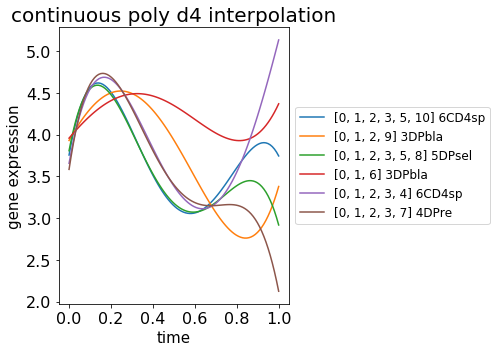 continuous poly d4 interpolation
gene expression
5.0
4.5
4.0
3.5
3.0
2.5
2.0
0.0 0.2 0.4 0.6 0.8 1.0
time
[0, 1, 2, 3, 5, 10] 6CD4sp
[0, 1, 2, 9] 3DPbla
[0, 1, 2, 3, 5, 8] 5DPsel
[0, 1, 6] 3DPbla
[0, 1, 2, 3, 4] 6CD4sp
[0, 1, 2, 3, 7] 4DPre